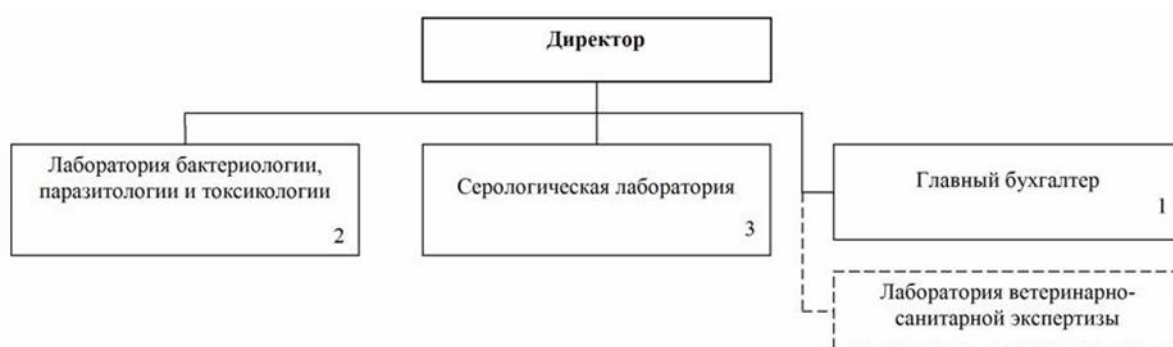 Директор
Лаборатория бактериологии,
паразитологии и токсикологии
2
Серологическая лаборатория
3
Главный бухгалтер
1
Лаборатория ветеринарно-
санитарной экспертизы